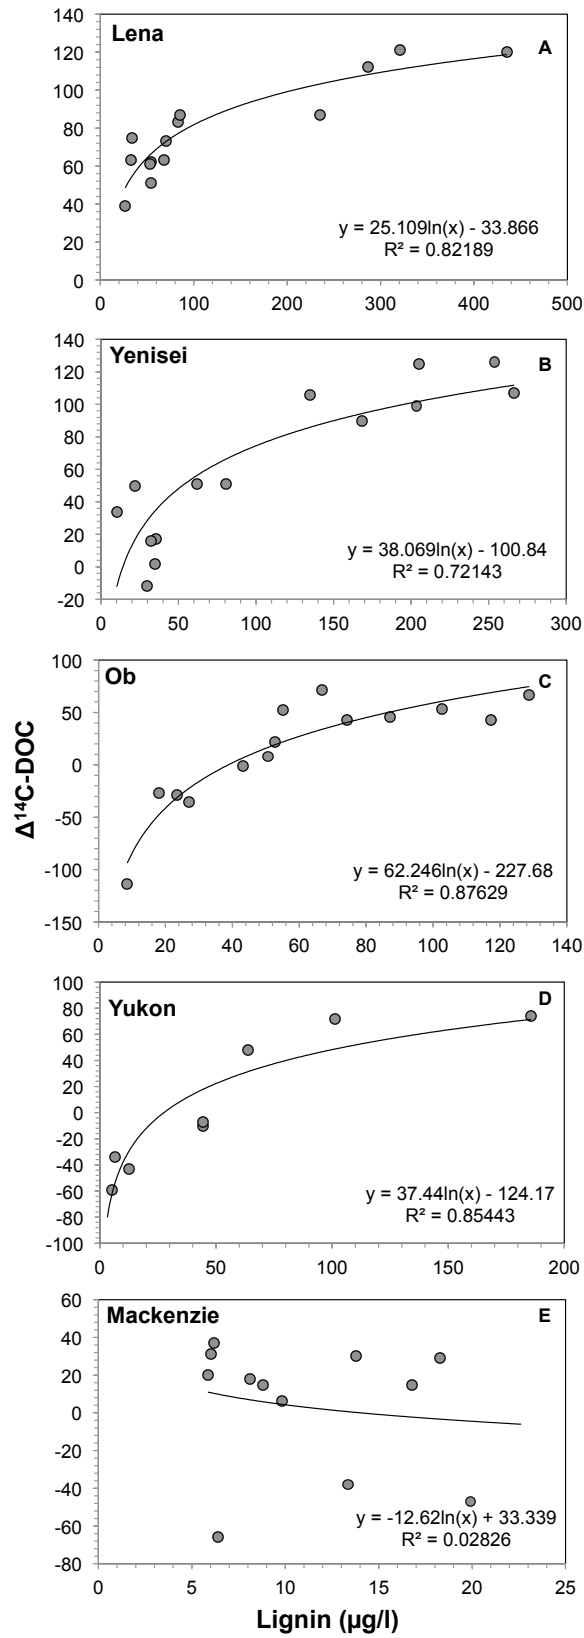 Lena
A
140
120
100
80
60
40
20
0
y = 25.109ln(x) - 33.866
R² = 0.82189
0 100 200 300 400 500
Yenisei
B
140
120
100
80
60
40
20
0
-20
y = 38.069ln(x) - 100.84
R² = 0.72143
0 50 100 150 200 250 300
Ob
C
100
50
0
-50
-100
-150
y = 62.246ln(x) - 227.68
R² = 0.87629
0 20 40 60 80 100 120 140
Δ¹⁴C-DOC
Yukon
D
100
80
60
40
20
0
-20
-40
-60
-80
-100
y = 37.44ln(x) - 124.17
R² = 0.85443
50 100 150 200
Mackenzie
E
60
40
20
0
-20
-40
-60
-80
y = -12.62ln(x) + 33.339
R² = 0.02826
0 5 10 15 20 25
Lignin (µg/l)